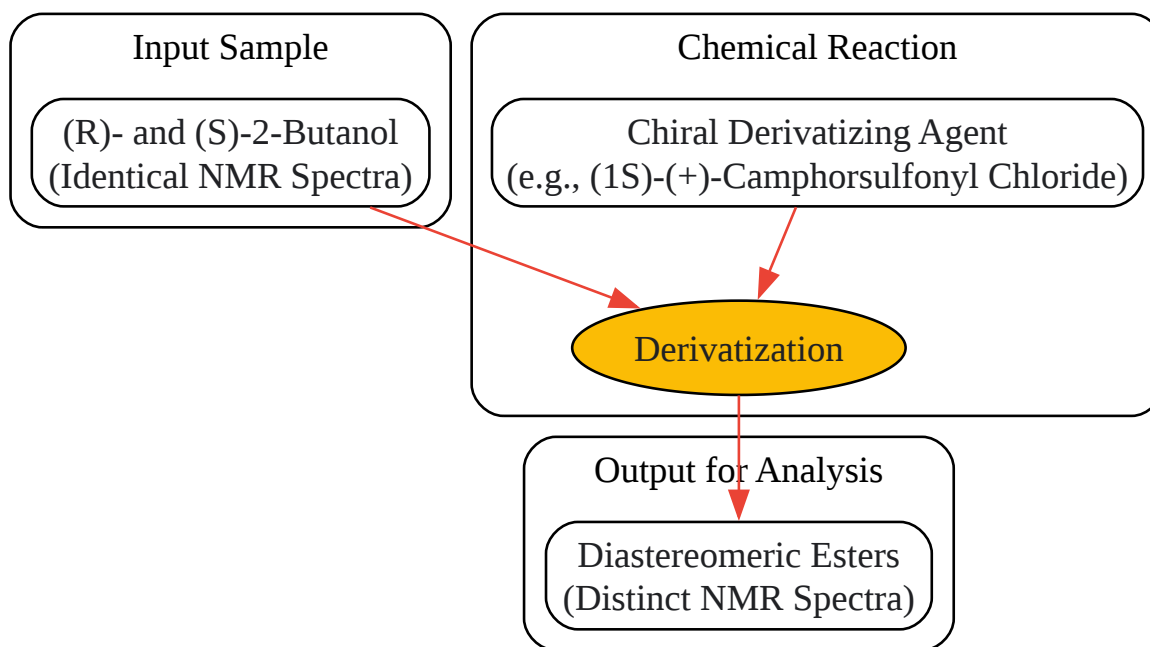 Input Sample
(R)- and (S)-2-Butanol
(Identical NMR Spectra)
Chemical Reaction
Chiral Derivatizing Agent
(e.g., (1S)-(+)-Camphorsulfonyl Chloride)
Derivatization
Output for Analysis
Diastereomeric Esters
(Distinct NMR Spectra)